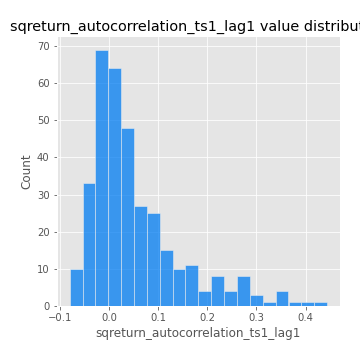 sqreturn_autocorrelation_ts1_lag1 value distribut
70
60
50
40
30
20
10
0
Count
−0.1 0.0 0.1 0.2 0.3 0.4
sqreturn_autocorrelation_ts1_lag1